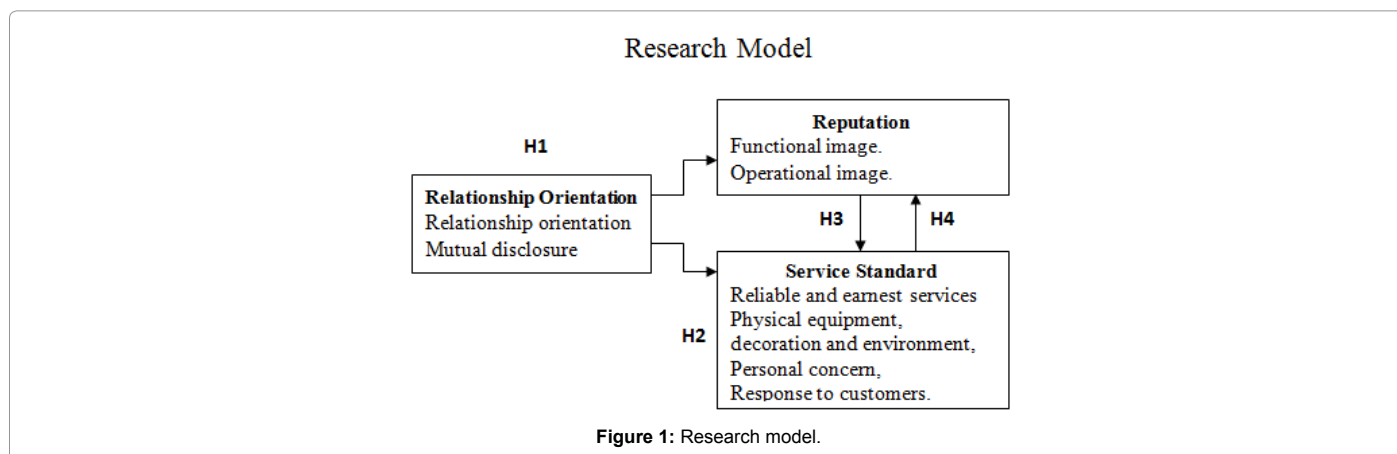 Research Model
H1
Relationship Orientation
Relationship orientation
Mutual disclosure
Reputation
Functional image.
Operational image.
H3
H4
H2
Service Standard
Reliable and earnest services
Physical equipment,
decoration and environment,
Personal concern,
Response to customers.
Figure 1: Research model.